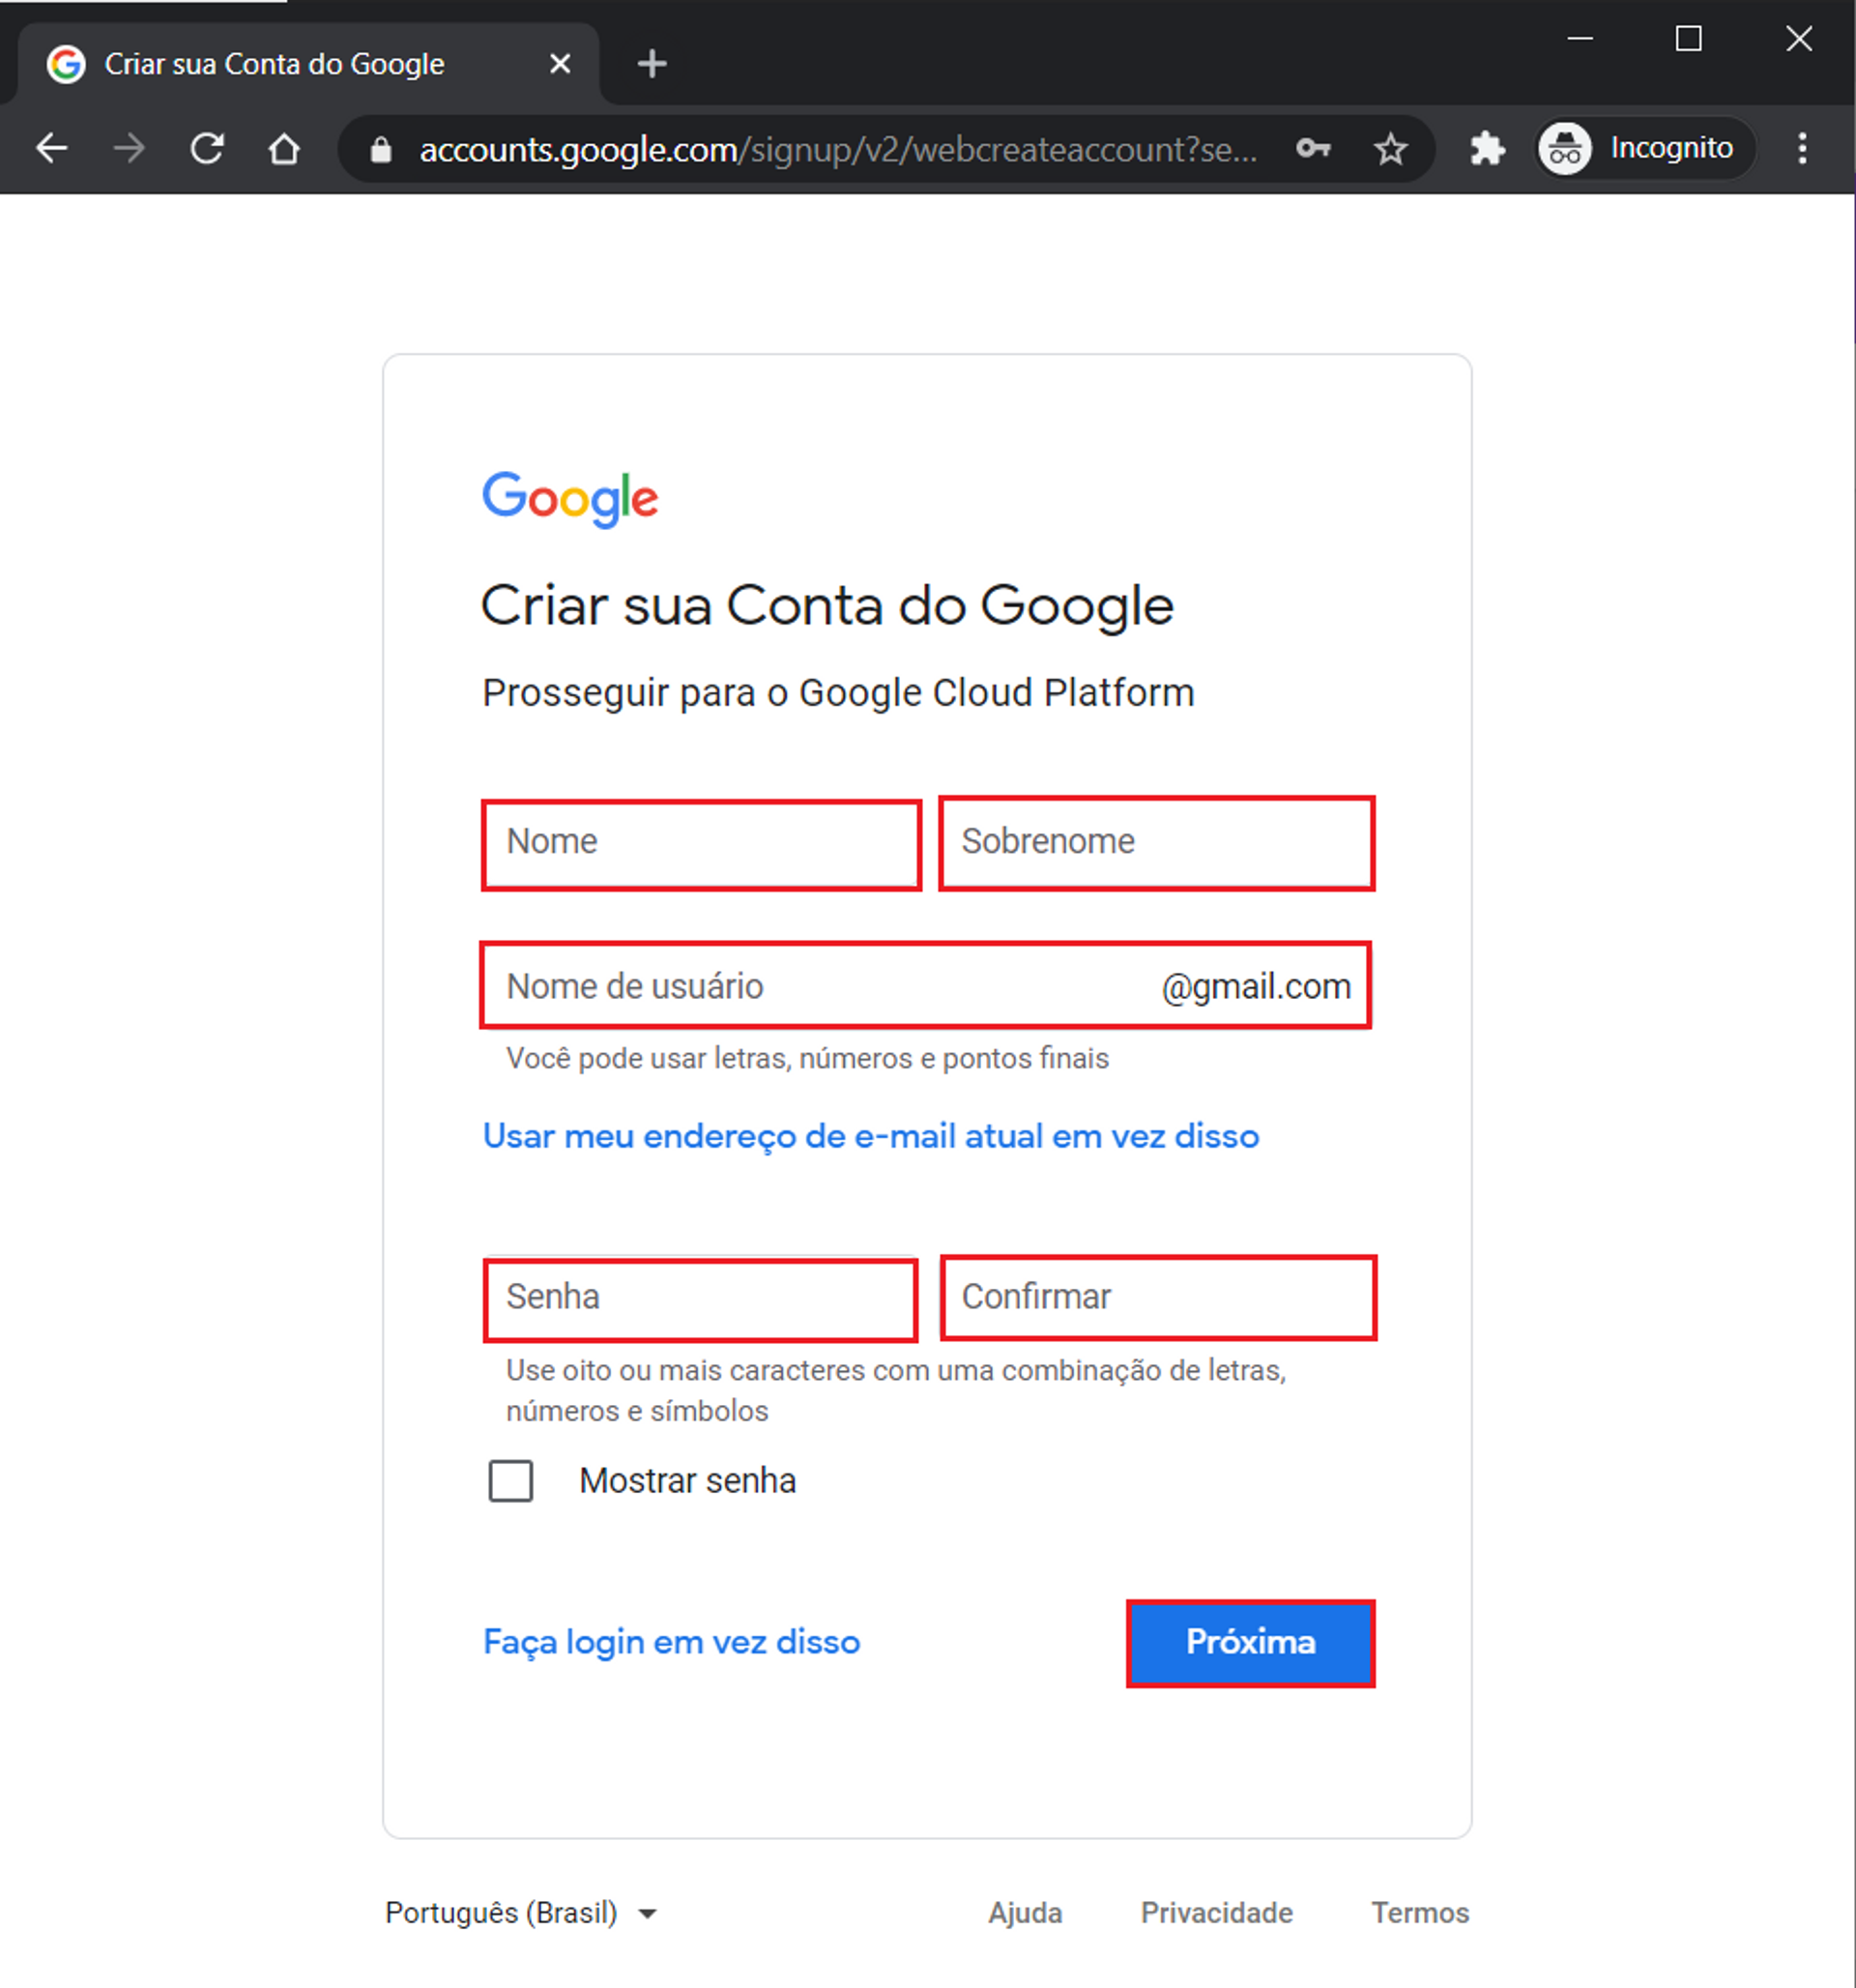 Criar sua Conta do Google
accounts.google.com/signup/v2/webcreateaccount?se...
Incognito
Google
Criar sua Conta do Google
Prosseguir para o Google Cloud Platform
Nome
Sobrenome
Nome de usuário
@gmail.com
Você pode usar letras, números e pontos finais
Usar meu endereço de e-mail atual em vez disso
Senha
Confirmar
Use oito ou mais caracteres com uma combinação de letras,
números e símbolos
Mostrar senha
Faça login em vez disso
Próxima
Português (Brasil)
Ajuda
Privacidade
Termos